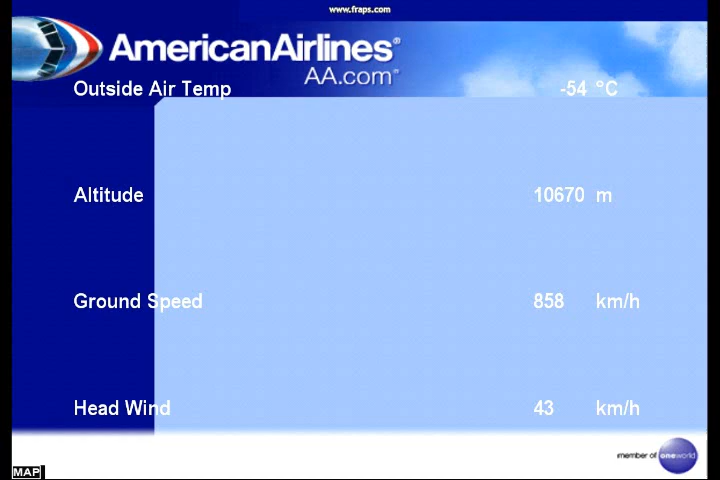 www.fraps.com
AmericanAirlines®
AA.com™
Outside Air Temp -54 °C
Altitude 10670 m
Ground Speed 858 km/h
Head Wind 43 km/h
member of oneworld
MAP